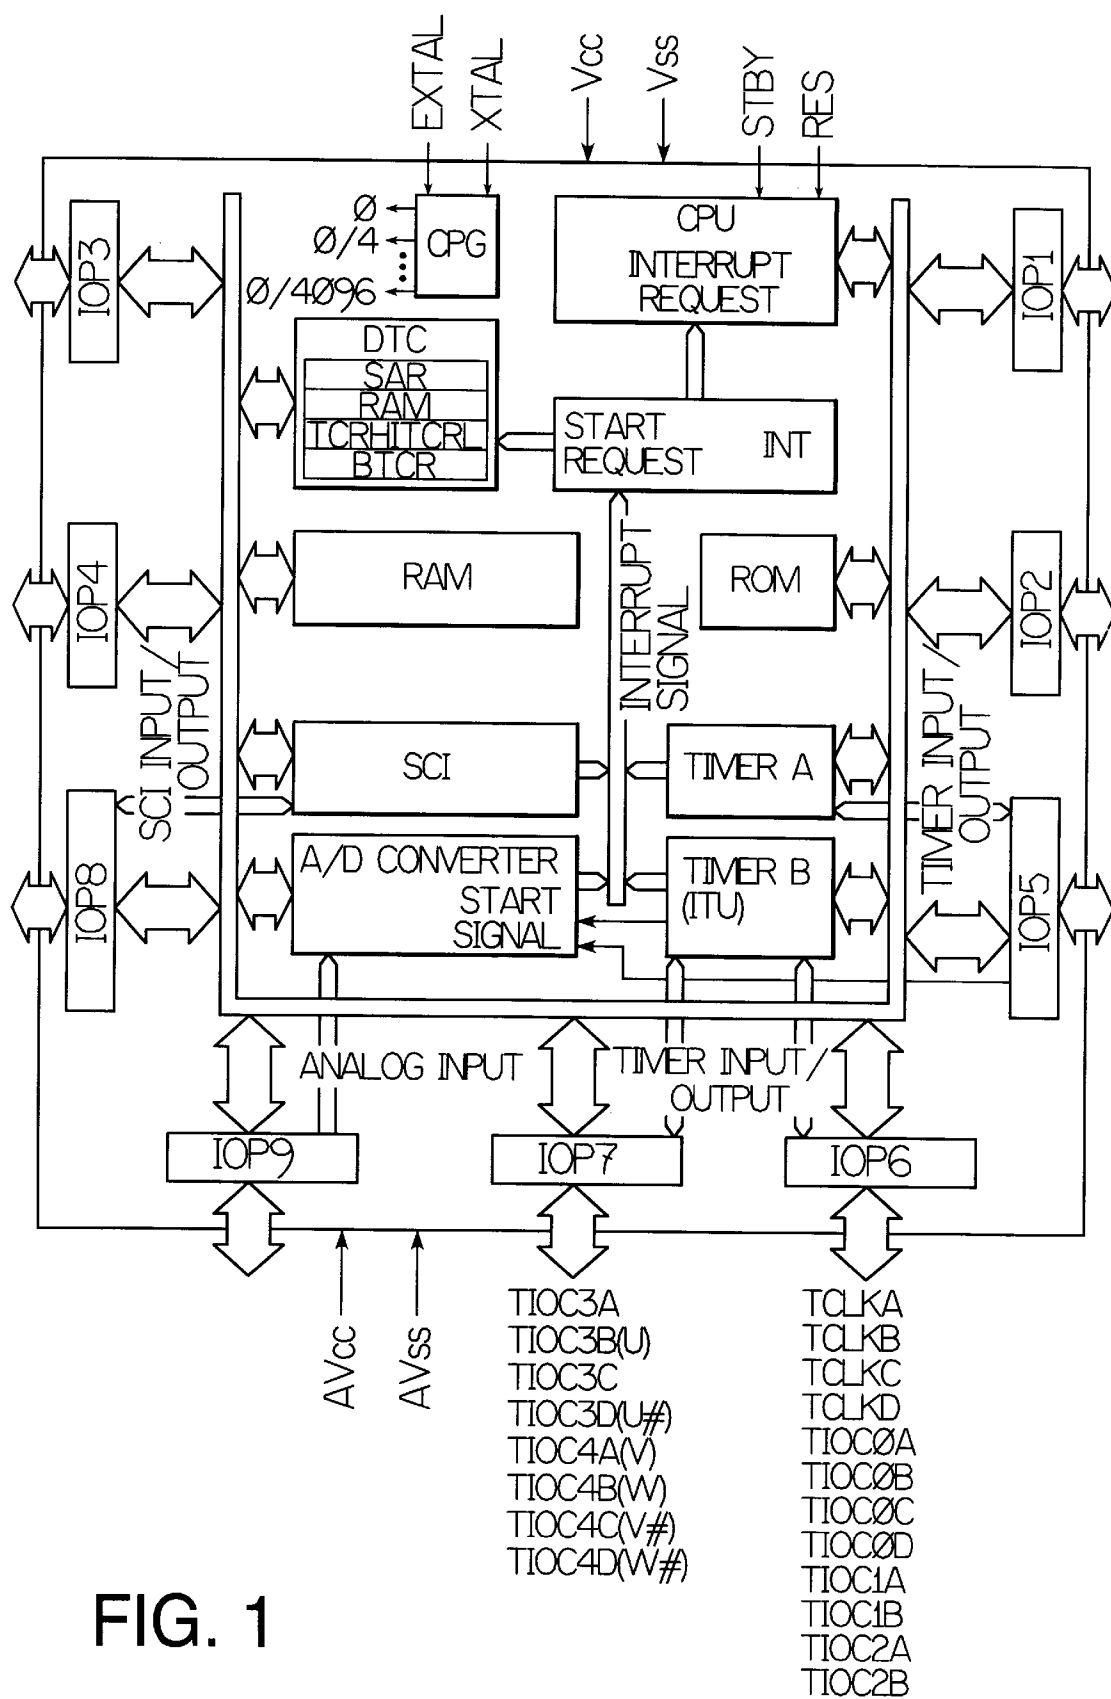 EXTAL
XTAL
Vcc
Vss
STBY
RES
IOP3
Ø
Ø/4
Ø/4096
CPG
CPU
INTERRUPT
REQUEST
IOP1
DTC
SAR
RAM
TCRHITCRL
BTCR
START
REQUEST
INT
IOP4
RAM
INTERRUPT
SIGNAL
ROM
IOP2
SCI INPUT/
OUTPUT
SCI
TIMER A
TIMER INPUT/
OUTPUT
IOP8
A/D CONVERTER
START
SIGNAL
TIMER B
(ITU)
IOP5
ANALOG INPUT
TIMER INPUT/
OUTPUT
IOP9
IOP7
IOP6
AVcc
AVss
TIOC3A
TIOC3B(U)
TIOC3C
TIOC3D(U#)
TIOC4A(V)
TIOC4B(W)
TIOC4C(V#)
TIOC4D(W#)
TCLKA
TCLKB
TCLKC
TCLKD
TIOCØA
TIOCØB
TIOCØC
TIOCØD
TIOC1A
TIOC1B
TIOC2A
TIOC2B
FIG. 1